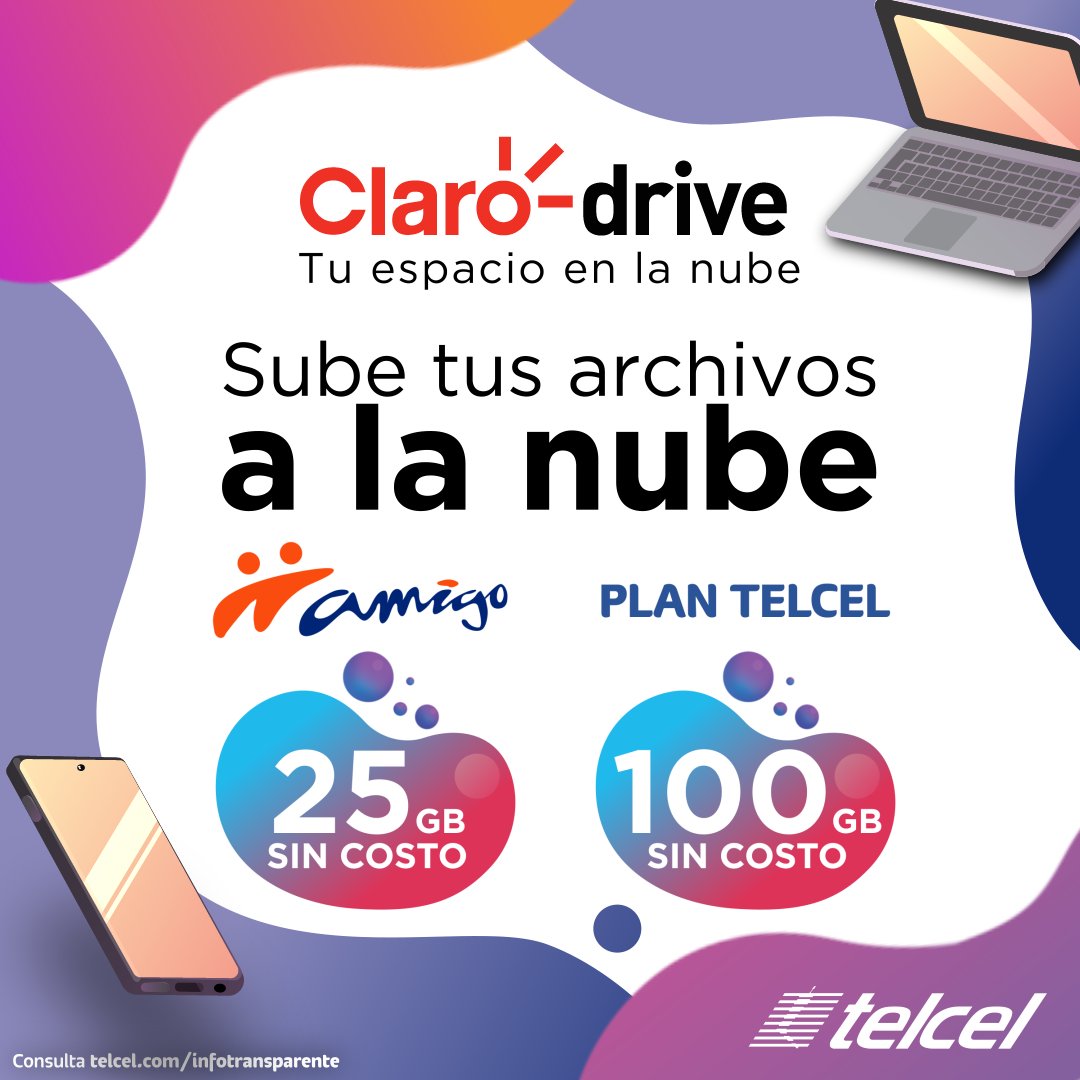 Claro-drive
Tu espacio en la nube
Sube tus archivos
a la nube
amigo
PLAN TELCEL
25 GB
SIN COSTO
100 GB
SIN COSTO
telcel
Consulta telcel.com/infotransparente